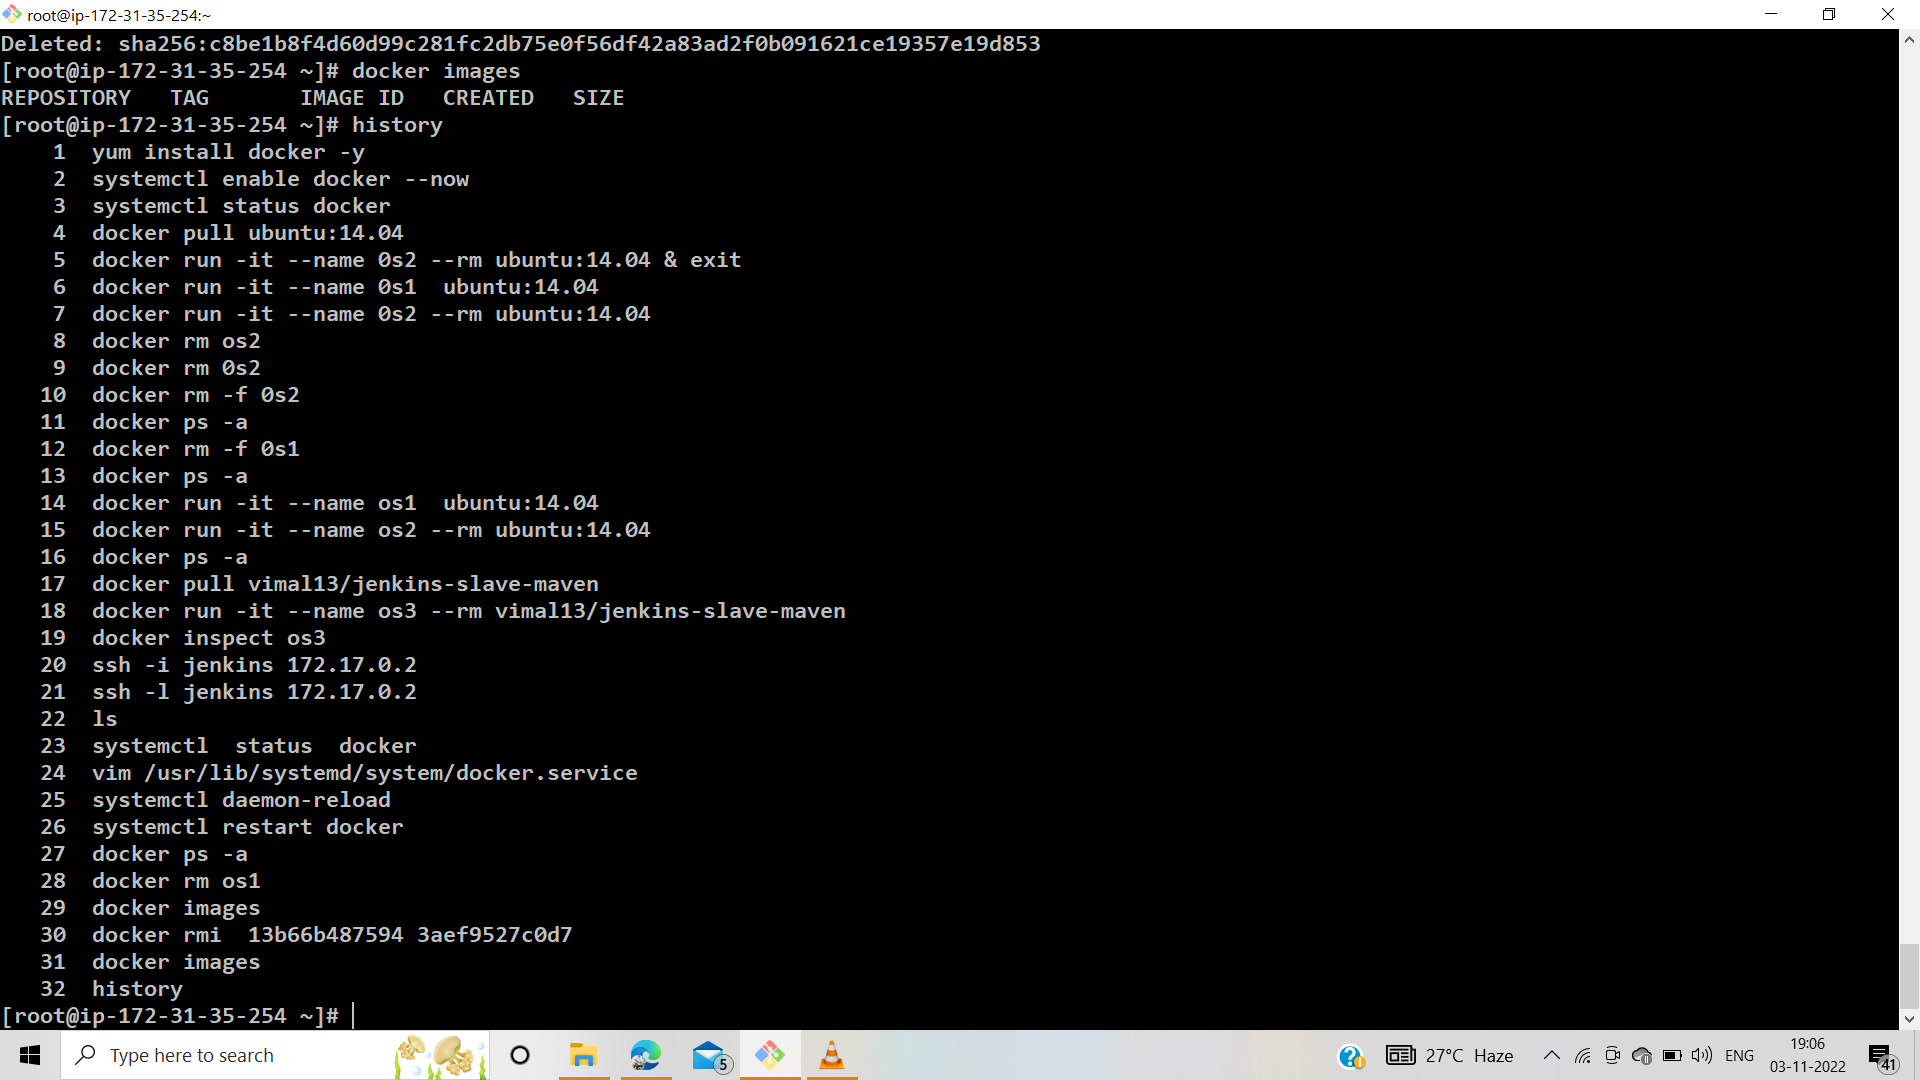 root@ip-172-31-35-254:~
Deleted: sha256:c8be1b8f4d60d99c281fc2db75e0f56df42a83ad2f0b091621ce19357e19d853
[root@ip-172-31-35-254 ~]# docker images
REPOSITORY   TAG       IMAGE ID   CREATED   SIZE
[root@ip-172-31-35-254 ~]# history
    1  yum install docker -y
    2  systemctl enable docker --now
    3  systemctl status docker
    4  docker pull ubuntu:14.04
    5  docker run -it --name 0s2 --rm ubuntu:14.04 & exit
    6  docker run -it --name 0s1  ubuntu:14.04
    7  docker run -it --name 0s2 --rm ubuntu:14.04
    8  docker rm os2
    9  docker rm 0s2
   10  docker rm -f 0s2
   11  docker ps -a
   12  docker rm -f 0s1
   13  docker ps -a
   14  docker run -it --name os1  ubuntu:14.04
   15  docker run -it --name os2 --rm ubuntu:14.04
   16  docker ps -a
   17  docker pull vimal13/jenkins-slave-maven
   18  docker run -it --name os3 --rm vimal13/jenkins-slave-maven
   19  docker inspect os3
   20  ssh -i jenkins 172.17.0.2
   21  ssh -l jenkins 172.17.0.2
   22  ls
   23  systemctl  status  docker
   24  vim /usr/lib/systemd/system/docker.service
   25  systemctl daemon-reload
   26  systemctl restart docker
   27  docker ps -a
   28  docker rm os1
   29  docker images
   30  docker rmi  13b66b487594 3aef9527c0d7
   31  docker images
   32  history
[root@ip-172-31-35-254 ~]#
Type here to search
5
27°C Haze
ENG
19:06
03-11-2022
41